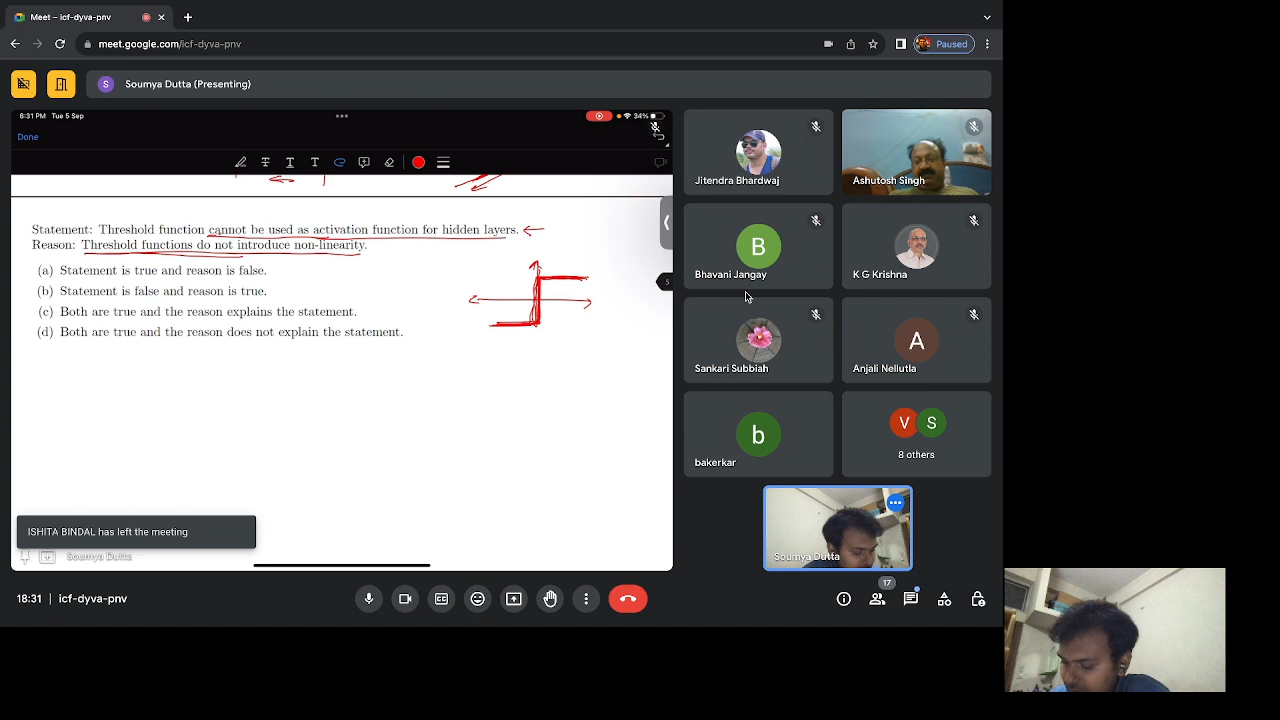 Meet – icf-dyva-pnv
meet.google.com/icf-dyva-pnv
Paused
S Soumya Dutta (Presenting)
6:31 PM Tue 5 Sep
34%
Done
T T T
Statement: Threshold function cannot be used as activation function for hidden layers.
Reason: Threshold functions do not introduce non-linearity.
(a) Statement is true and reason is false.
(b) Statement is false and reason is true.
(c) Both are true and the reason explains the statement.
(d) Both are true and the reason does not explain the statement.
5
ISHITA BINDAL has left the meeting
Soumya Dutta
Jitendra Bhardwaj
Ashutosh Singh
B
Bhavani Jangay
K G Krishna
Sankari Subbiah
A
Anjali Nellutla
b
bakerkar
V S
8 others
Soumya Dutta
18:31 | icf-dyva-pnv
17